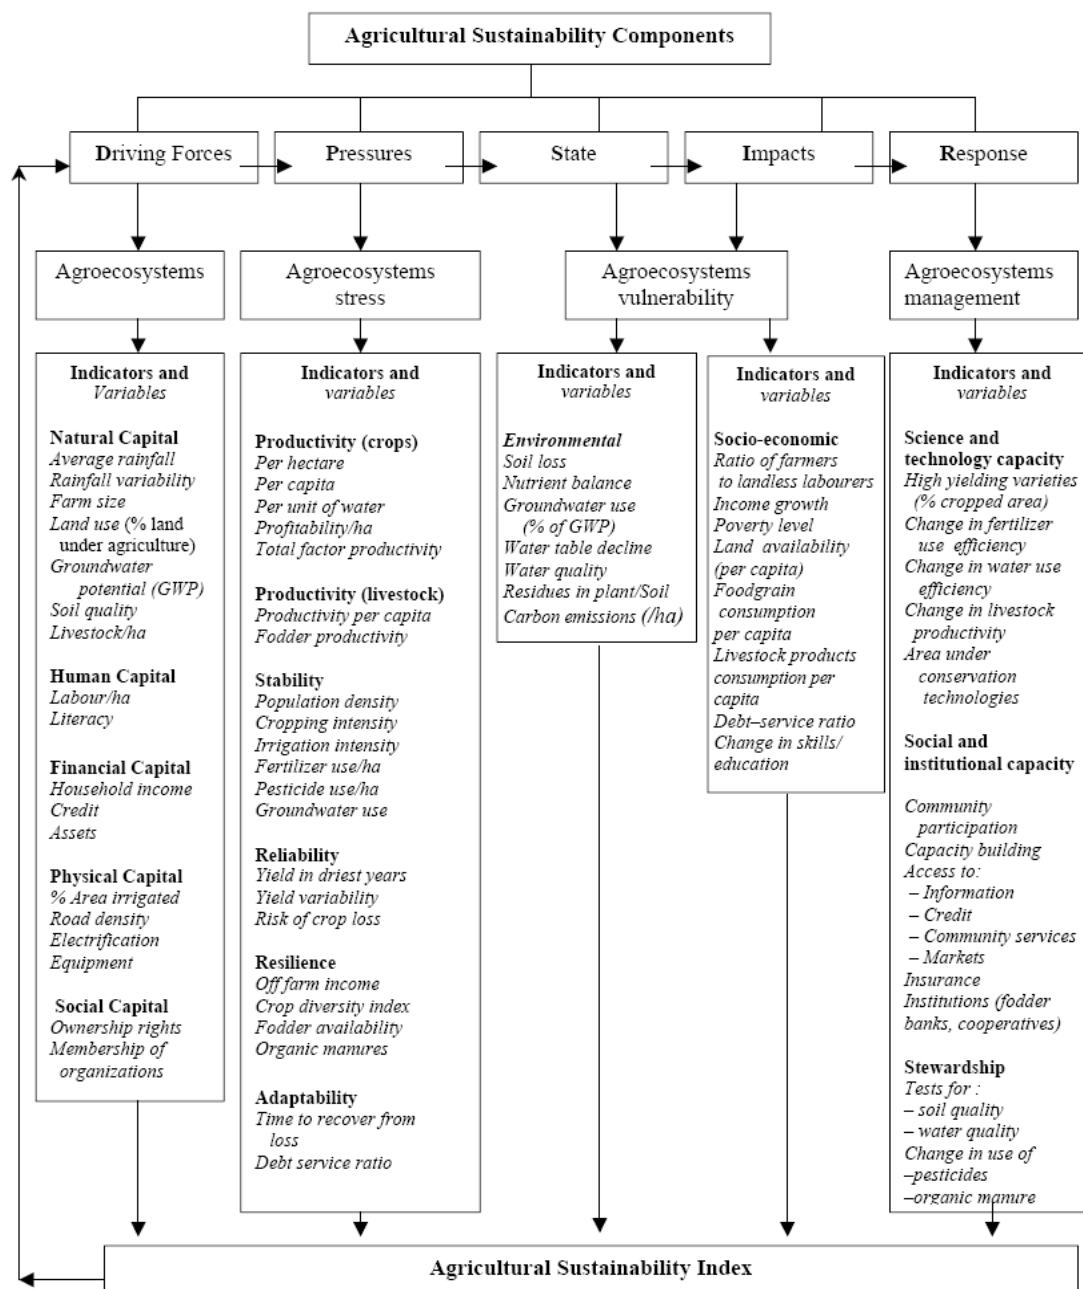 Agricultural Sustainability Components
Driving Forces
Pressures
State
Impacts
Response
Agroecosystems
Agroecosystems
stress
Agroecosystems
vulnerability
Agroecosystems
management
Indicators and
Variables
Natural Capital
Average rainfall
Rainfall variability
Farm size
Land use (% land
under agriculture)
Groundwater
potential (GWP)
Soil quality
Livestock/ha
Human Capital
Labour/ha
Literacy
Financial Capital
Household income
Credit
Assets
Physical Capital
% Area irrigated
Road density
Electrification
Equipment
Social Capital
Ownership rights
Membership of
organizations
Indicators and
variables
Productivity (crops)
Per hectare
Per capita
Per unit of water
Profitability/ha
Total factor productivity
Productivity (livestock)
Productivity per capita
Fodder productivity
Stability
Population density
Cropping intensity
Irrigation intensity
Fertilizer use/ha
Pesticide use/ha
Groundwater use
Reliability
Yield in driest years
Yield variability
Risk of crop loss
Resilience
Off farm income
Crop diversity index
Fodder availability
Organic manures
Adaptability
Time to recover from
loss
Debt service ratio
Indicators and
variables
Environmental
Soil loss
Nutrient balance
Groundwater use
(% of GWP)
Water table decline
Water quality
Residues in plant/Soil
Carbon emissions (/ha)
Indicators and
variables
Socio-economic
Ratio of farmers
to landless labourers
Income growth
Poverty level
Land availability
(per capita)
Foodgrain
consumption
per capita
Livestock products
consumption per
capita
Debt–service ratio
Change in skills/
education
Indicators and
variables
Science and
technology capacity
High yielding varieties
(% cropped area)
Change in fertilizer
use efficiency
Change in water use
efficiency
Change in livestock
productivity
Area under
conservation
technologies
Social and
institutional capacity
Community
participation
Capacity building
Access to:
– Information
– Credit
– Community services
– Markets
Insurance
Institutions (fodder
banks, cooperatives)
Stewardship
Tests for :
– soil quality
– water quality
Change in use of
–pesticides
–organic manure
Agricultural Sustainability Index